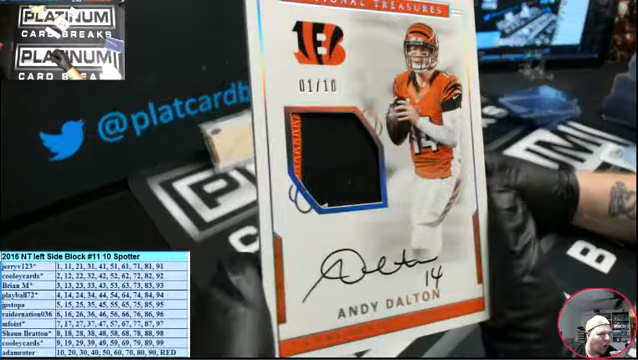 PLATINUM
CARD BREAKS
PLATINUM
CARD BREAKS
NATIONAL TREASURES
B
01/10
@platcardb
14
14
ANDY DALTON
2016 NT left Side Block #11 10 Spotter
jerryv123* 1, 11, 21, 31, 41, 51, 61, 71, 81, 91
cooleycards* 2, 12, 22, 32, 42, 52, 62, 72, 82, 92
Brian M* 3, 13, 23, 33, 43, 53, 63, 73, 83, 93
playball72* 4, 14, 24, 34, 44, 54, 64, 74, 84, 94
gostopa 5, 15, 25, 35, 45, 55, 65, 75, 85, 95
raidernation036 6, 16, 26, 36, 46, 56, 66, 76, 86, 96
mfoist* 7, 17, 27, 37, 47, 57, 67, 77, 87, 97
Shaun Bratton* 8, 18, 28, 38, 48, 58, 68, 78, 88, 98
cooleycards* 9, 19, 29, 39, 49, 59, 69, 79, 89, 99
adamroter 10, 20, 30, 40, 50, 60, 70, 80, 90, RED